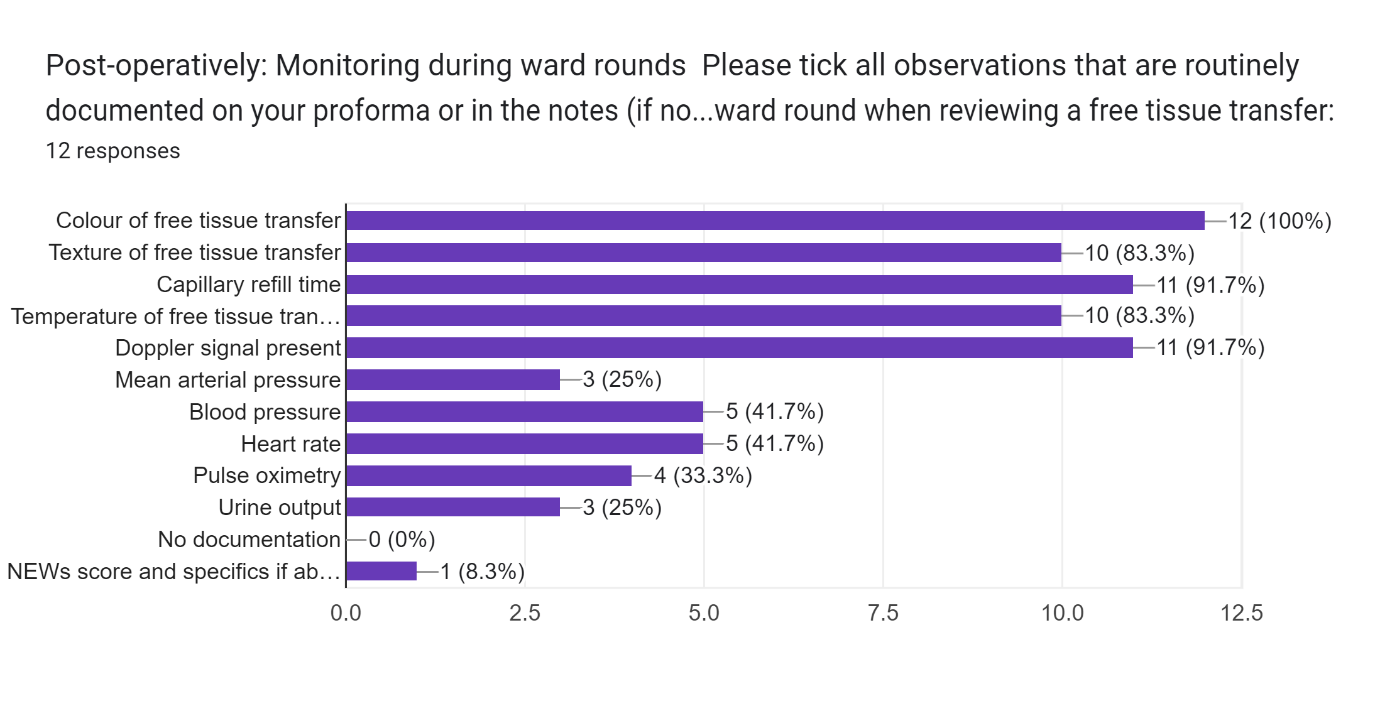 Post-operatively: Monitoring during ward rounds  Please tick all observations that are routinely
documented on your proforma or in the notes (if no...ward round when reviewing a free tissue transfer:
12 responses
Colour of free tissue transfer 12 (100%)
Texture of free tissue transfer 10 (83.3%)
Capillary refill time 11 (91.7%)
Temperature of free tissue tran… 10 (83.3%)
Doppler signal present 11 (91.7%)
Mean arterial pressure 3 (25%)
Blood pressure 5 (41.7%)
Heart rate 5 (41.7%)
Pulse oximetry 4 (33.3%)
Urine output 3 (25%)
No documentation 0 (0%)
NEWs score and specifics if ab… 1 (8.3%)
0.0 2.5 5.0 7.5 10.0 12.5